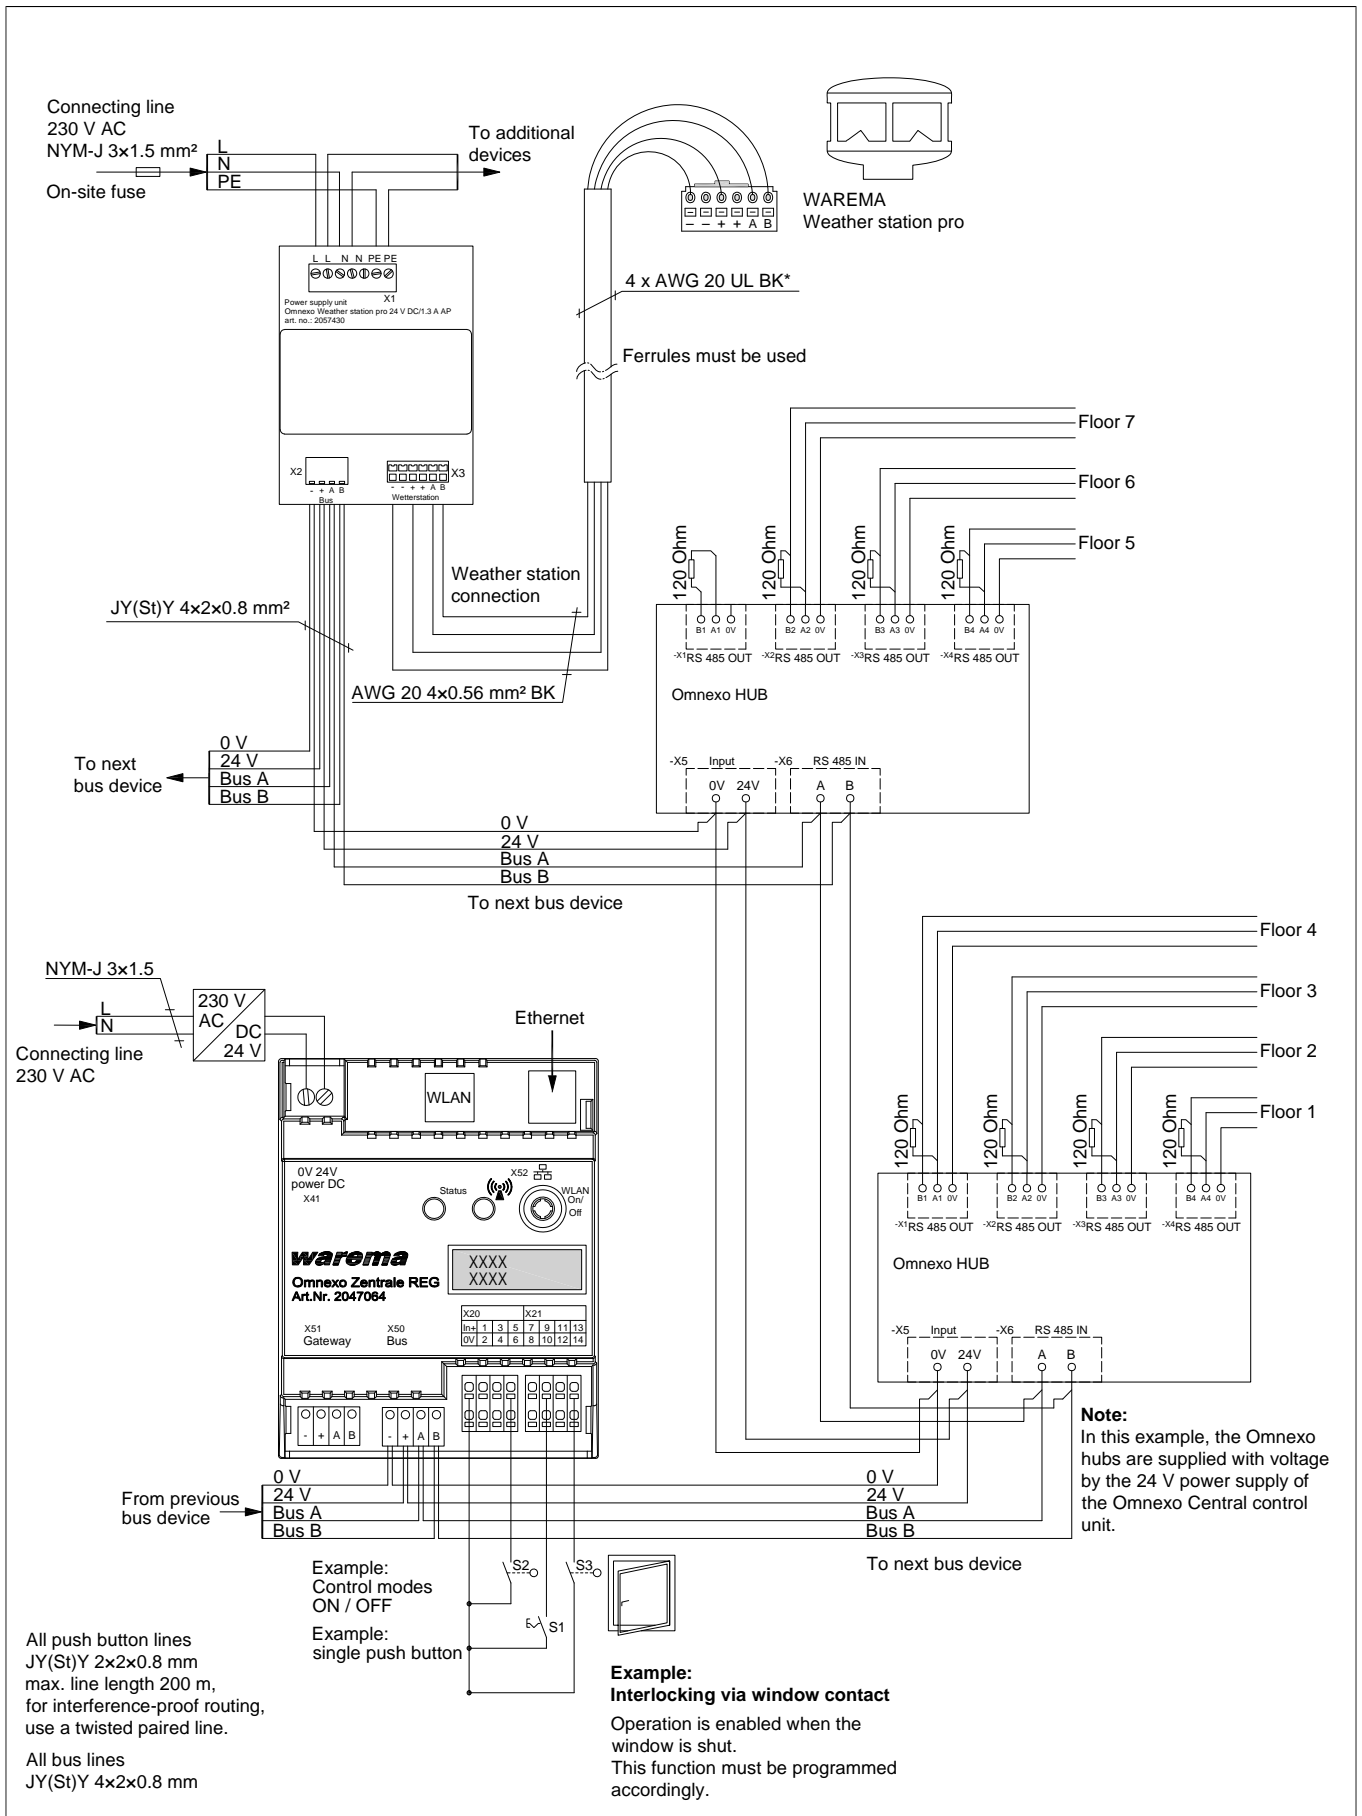 Connecting line
230 V AC
NYM-J 3×1.5 mm²
On-site fuse
L
N
PE
To additional
devices
WAREMA
Weather station pro
- - + + A B
L L N N PE PE
X1
Power supply unit
Omnexo Weather station pro 24 V DC/1.3 A AP
art. no.: 2057430
4 x AWG 20 UL BK*
Ferrules must be used
X2
- + A B
Bus
X3
- - + + A B
Wetterstation
Weather station
connection
JY(St)Y 4×2×0.8 mm²
AWG 20 4×0.56 mm² BK
Floor 7
Floor 6
Floor 5
120 Ohm
120 Ohm
120 Ohm
120 Ohm
B1 A1 0V
B2 A2 0V
B3 A3 0V
B4 A4 0V
-X1 RS 485 OUT
-X2 RS 485 OUT
-X3 RS 485 OUT
-X4 RS 485 OUT
Omnexo HUB
-X5 Input
-X6 RS 485 IN
0V 24V
A B
To next
bus device
0 V
24 V
Bus A
Bus B
0 V
24 V
Bus A
Bus B
To next bus device
Floor 4
Floor 3
Floor 2
Floor 1
120 Ohm
120 Ohm
120 Ohm
120 Ohm
B1 A1 0V
B2 A2 0V
B3 A3 0V
B4 A4 0V
-X1 RS 485 OUT
-X2 RS 485 OUT
-X3 RS 485 OUT
-X4 RS 485 OUT
Omnexo HUB
-X5 Input
-X6 RS 485 IN
0V 24V
A B
NYM-J 3×1.5
L
N
Connecting line
230 V AC
230 V
AC
DC
24 V
Ethernet
WLAN
0V 24V
power DC
X41
Status
X52
WLAN
On/
Off
warema
Omnexo Zentrale REG
Art.Nr. 2047064
XXXX
XXXX
X51
Gateway
X50
Bus
X20 X21
In+ 1 3 5 7 9 11 13
0V 2 4 6 8 10 12 14
- + A B
- + A B
From previous
bus device
0 V
24 V
Bus A
Bus B
0 V
24 V
Bus A
Bus B
To next bus device
Note:
In this example, the Omnexo
hubs are supplied with voltage
by the 24 V power supply of
the Omnexo Central control
unit.
Example:
Control modes
ON / OFF
Example:
single push button
S2
S3
S1
All push button lines
JY(St)Y 2×2×0.8 mm
max. line length 200 m,
for interference-proof routing,
use a twisted paired line.
All bus lines
JY(St)Y 4×2×0.8 mm
Example:
Interlocking via window contact
Operation is enabled when the
window is shut.
This function must be programmed
accordingly.